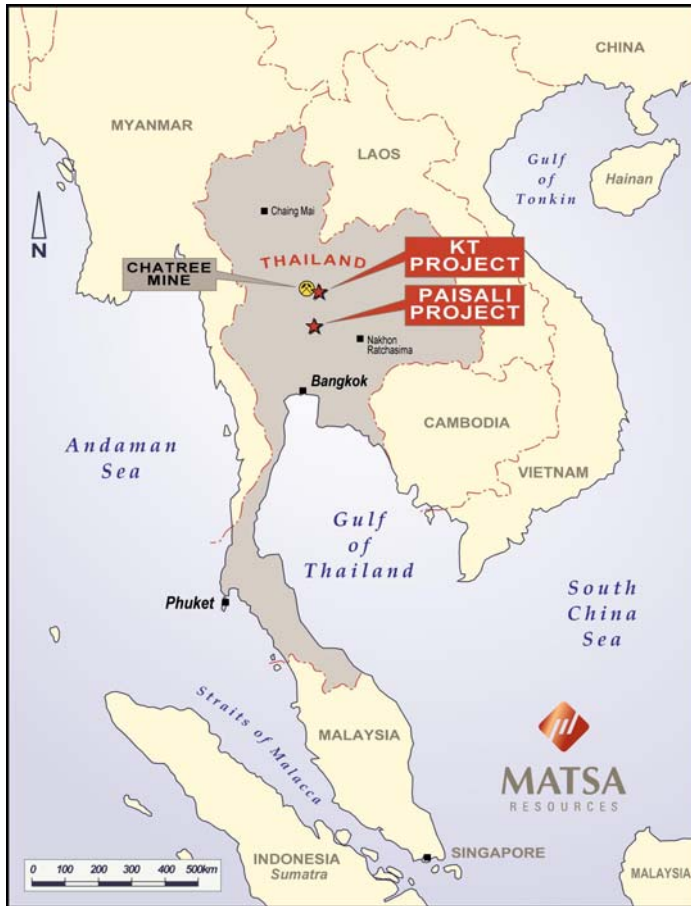 CHINA
MYANMAR
LAOS
Gulf
of
Tonkin
Hainan
N
Chaing Mai
THAILAND
KT
PROJECT
CHATREE
MINE
PAISALI
PROJECT
Nakhon
Ratchasima
Bangkok
CAMBODIA
VIETNAM
Andaman
Sea
Gulf
of
Thailand
South
China
Sea
Phuket
Straits of Malacca
MALAYSIA
MATSA
RESOURCES
SINGAPORE
INDONESIA
Sumatra
MALAYSIA
0 100 200 300 400 500km